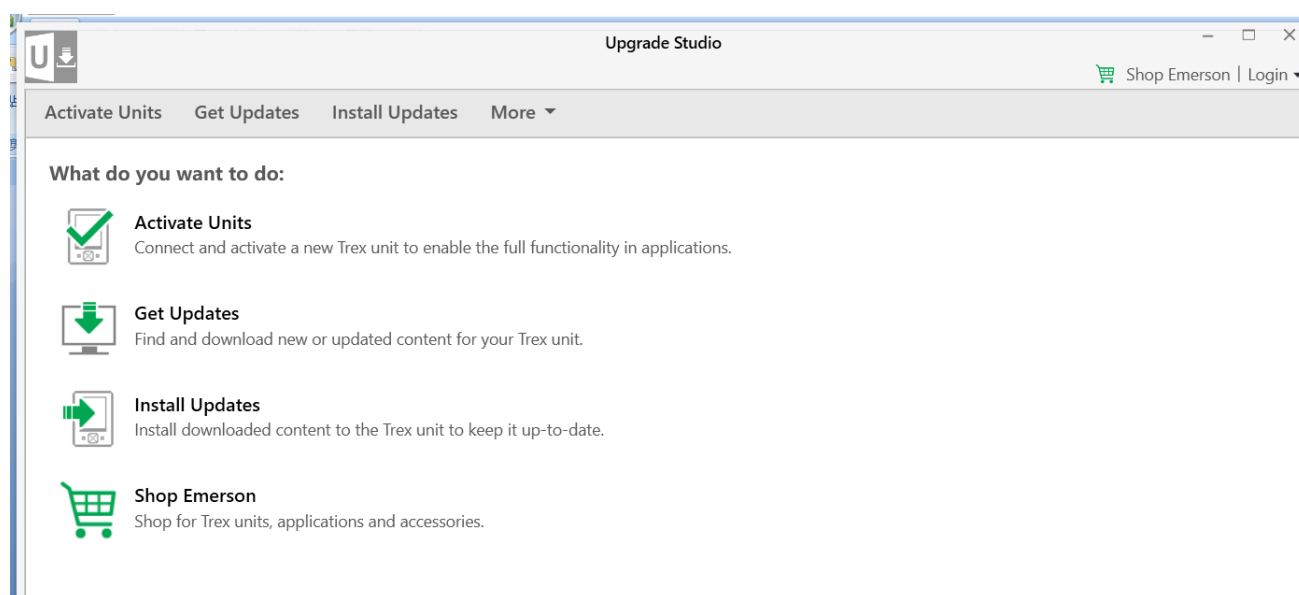 U
Upgrade Studio
Shop Emerson | Login
Activate Units Get Updates Install Updates More
What do you want to do:
Activate Units
Connect and activate a new Trex unit to enable the full functionality in applications.
Get Updates
Find and download new or updated content for your Trex unit.
Install Updates
Install downloaded content to the Trex unit to keep it up-to-date.
Shop Emerson
Shop for Trex units, applications and accessories.